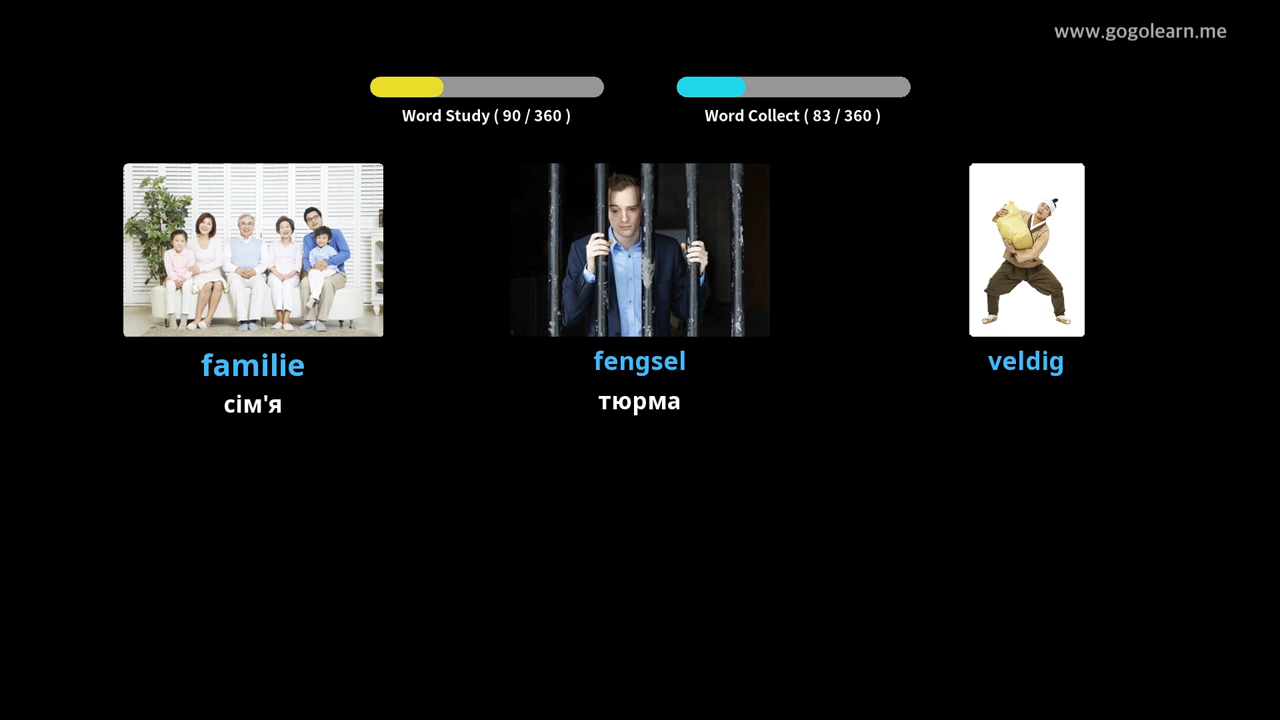 www.gogolearn.me
Word Study ( 90 / 360 )
Word Collect ( 83 / 360 )
familie
сім'я
fengsel
тюрма
veldig